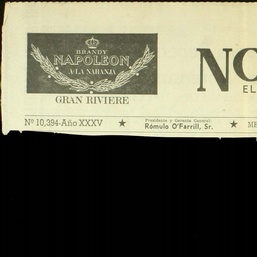 BRANDY
NAPOLEON
A LA NARANJA
GRAN RIVIERE
NO
EL
Nº 10,394-Año XXXV
★
Presidente y Gerente General
Rómulo O'Farrill, Sr.
★
ME